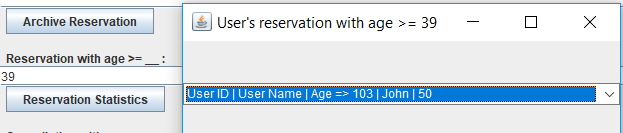 Archive Reservation
Reservation with age >= __ :
39
Reservation Statistics
User's reservation with age >= 39
User ID | User Name | Age => 103 | John | 50